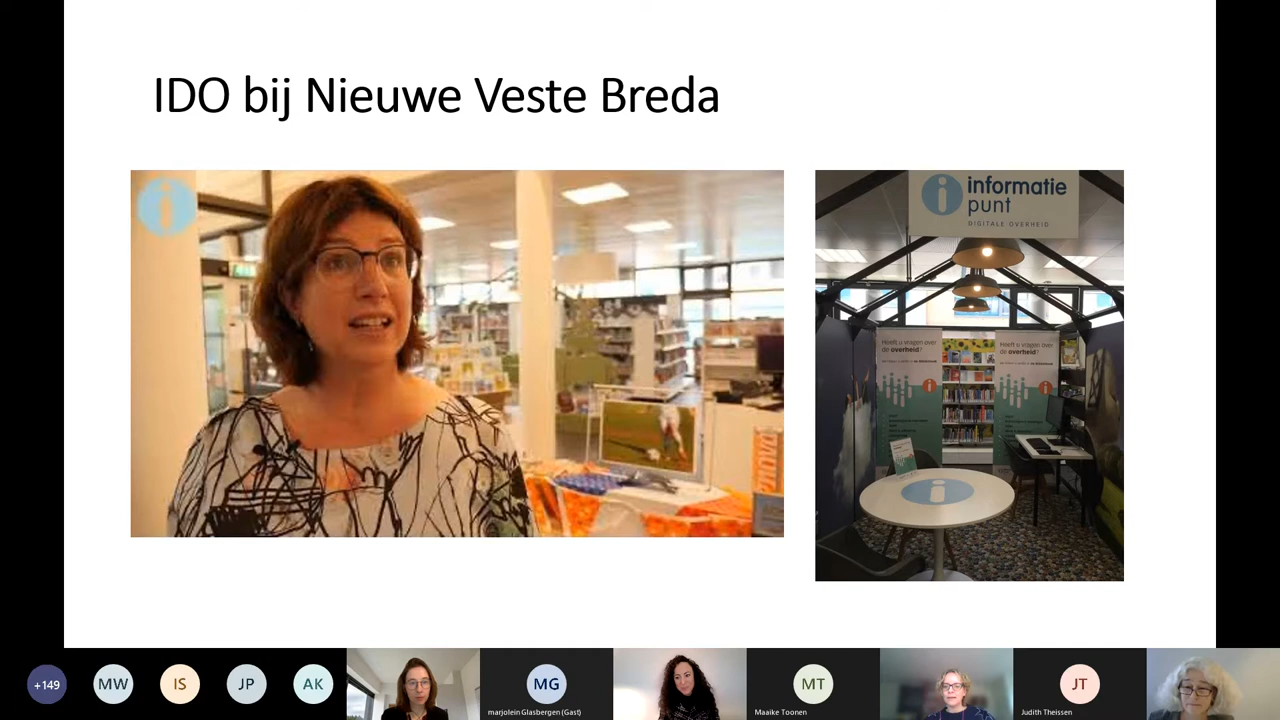 IDO bij Nieuwe Veste Breda
i
informatie
punt
DIGITALE OVERHEID
Heeft u vragen over
de overheid?
Heeft u vragen over
de overheid?
+149
MW
IS
JP
AK
MG
marjolein Glasbergen (Gast)
MT
Maaike Toonen
JT
Judith Theissen